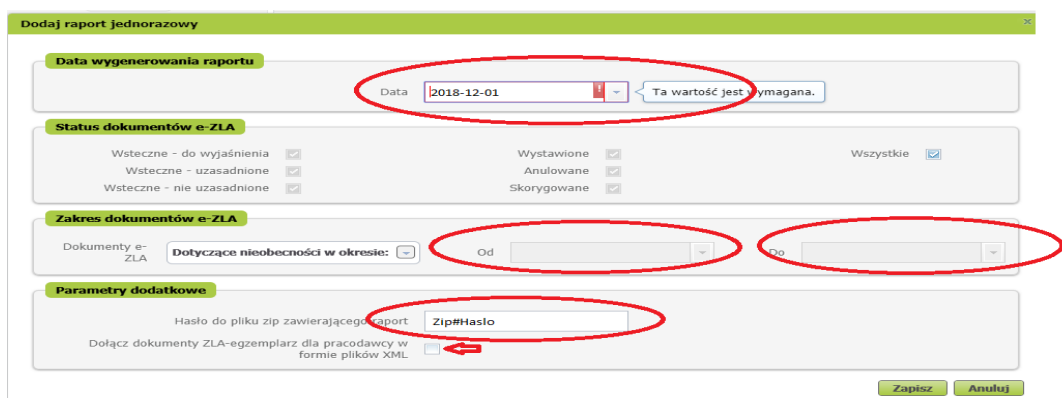 Dodaj raport jednorazowy
Data wygenerowania raportu
Data 2018-12-01 ! Ta wartość jest wymagana.
Status dokumentów e-ZLA
Wsteczne - do wyjaśnienia Wystawione Wszystkie
Wsteczne - uzasadnione Anulowane
Wsteczne - nie uzasadnione Skorygowane
Zakres dokumentów e-ZLA
Dokumenty e-
ZLA Dotyczące nieobecności w okresie: Od Do
Parametry dodatkowe
Hasło do pliku zip zawierającego raport Zip#Haslo
Dołącz dokumenty ZLA-egzemplarz dla pracodawcy w
formie plików XML
Zapisz Anuluj